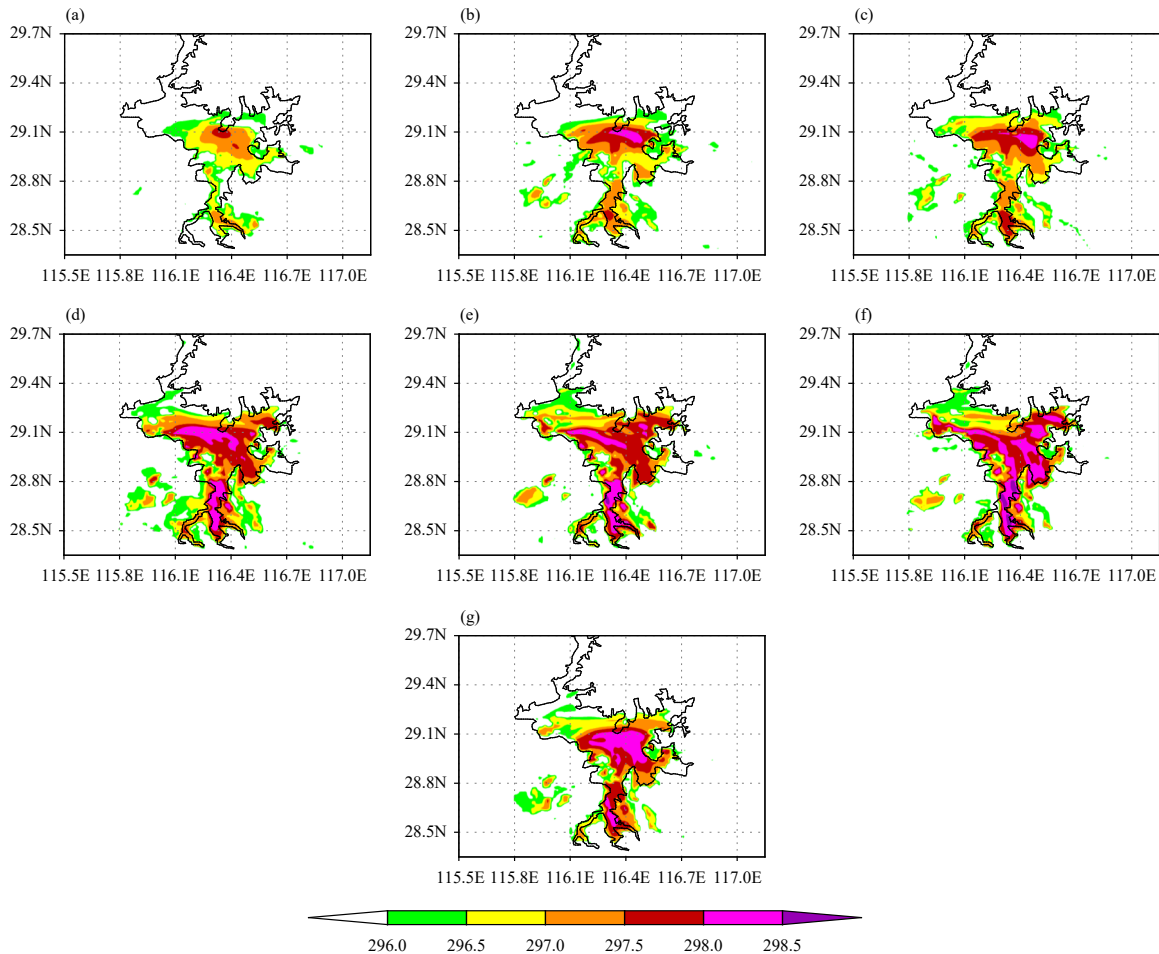 (a) (b) (c)
29.7N 29.7N 29.7N
29.4N 29.4N 29.4N
29.1N 29.1N 29.1N
28.8N 28.8N 28.8N
28.5N 28.5N 28.5N
115.5E 115.8E 116.1E 116.4E 116.7E 117.0E 115.5E 115.8E 116.1E 116.4E 116.7E 117.0E 115.5E 115.8E 116.1E 116.4E 116.7E 117.0E
(d) (e) (f)
29.7N 29.7N 29.7N
29.4N 29.4N 29.4N
29.1N 29.1N 29.1N
28.8N 28.8N 28.8N
28.5N 28.5N 28.5N
115.5E 115.8E 116.1E 116.4E 116.7E 117.0E 115.5E 115.8E 116.1E 116.4E 116.7E 117.0E 115.5E 115.8E 116.1E 116.4E 116.7E 117.0E
(g)
29.7N
29.4N
29.1N
28.8N
28.5N
115.5E 115.8E 116.1E 116.4E 116.7E 117.0E
296.0 296.5 297.0 297.5 298.0 298.5